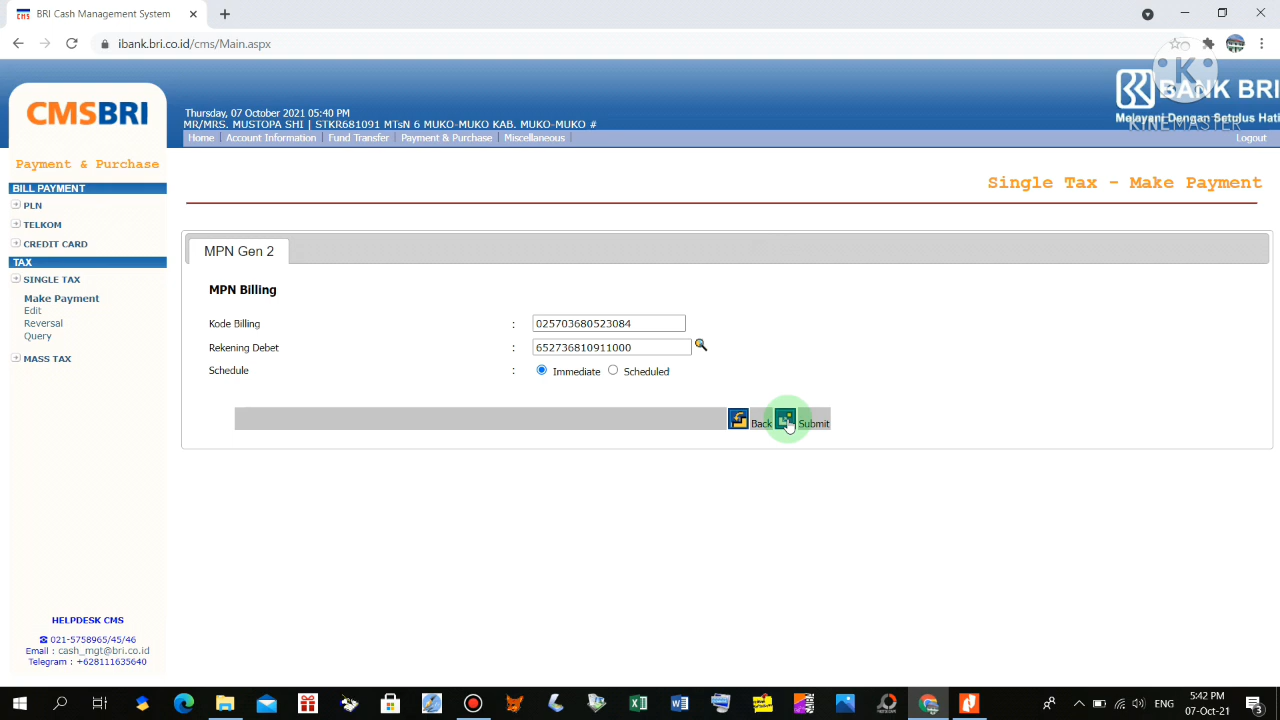 BRI Cash Management System
ibank.bri.co.id/cms/Main.aspx
CMSBRI
Thursday, 07 October 2021 05:40 PM
MR/MRS. MUSTOPA SHI | STKR681091 MTsN 6 MUKO-MUKO KAB. MUKO-MUKO #
Home
Account Information
Fund Transfer
Payment & Purchase
Miscellaneous
BANK BRI
Melayani Dengan Setulus Hati
KINEMASTER
Logout
Payment & Purchase
BILL PAYMENT
PLN
TELKOM
CREDIT CARD
TAX
SINGLE TAX
Make Payment
Edit
Reversal
Query
MASS TAX
HELPDESK CMS
021-5758965/45/46
Email : cash_mgt@bri.co.id
Telegram : +628111635640
Single Tax - Make Payment
MPN Gen 2
MPN Billing
Kode Billing : 025703680523084
Rekening Debet : 652736810911000
Schedule : Immediate Scheduled
Back Submit
ENG
5:42 PM
07-Oct-21
3